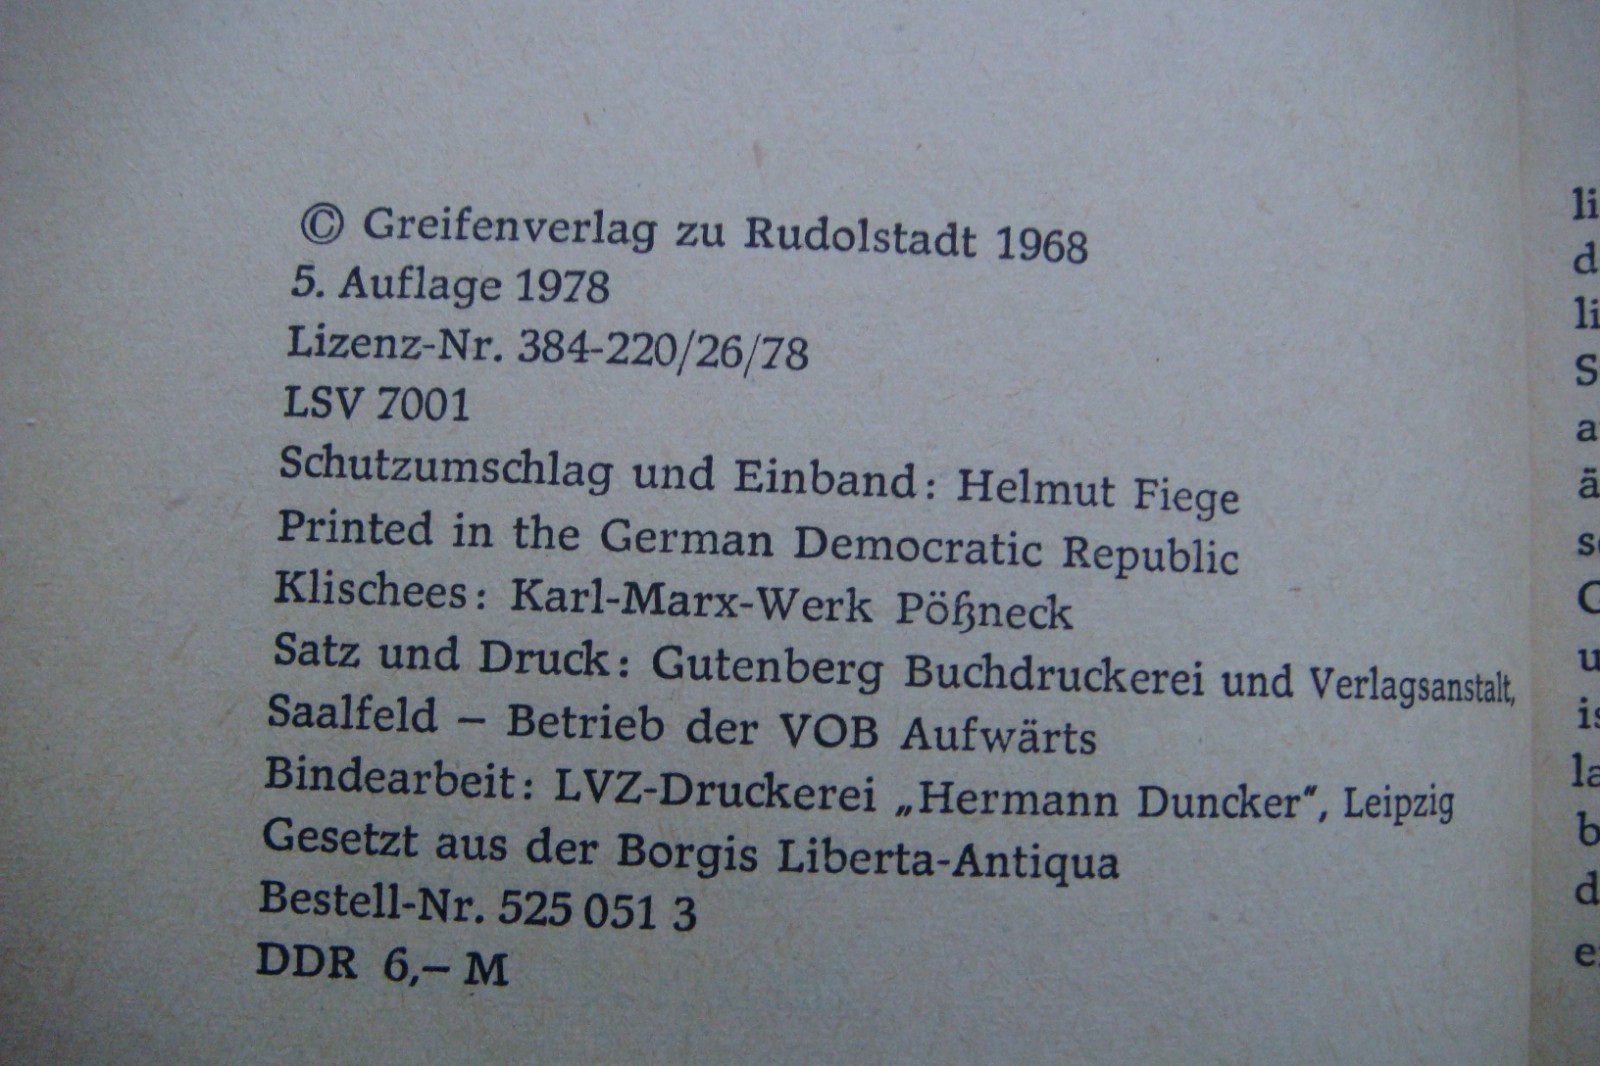 © Greifenverlag zu Rudolstadt 1968
5. Auflage 1978
Lizenz-Nr. 384-220/26/78
LSV 7001
Schutzumschlag und Einband: Helmut Fiege
Printed in the German Democratic Republic
Klischees: Karl-Marx-Werk Pößneck
Satz und Druck: Gutenberg Buchdruckerei und Verlagsanstalt,
Saalfeld – Betrieb der VOB Aufwärts
Bindearbeit: LVZ-Druckerei „Hermann Duncker“, Leipzig
Gesetzt aus der Borgis Liberta-Antiqua
Bestell-Nr. 525 051 3
DDR 6,– M